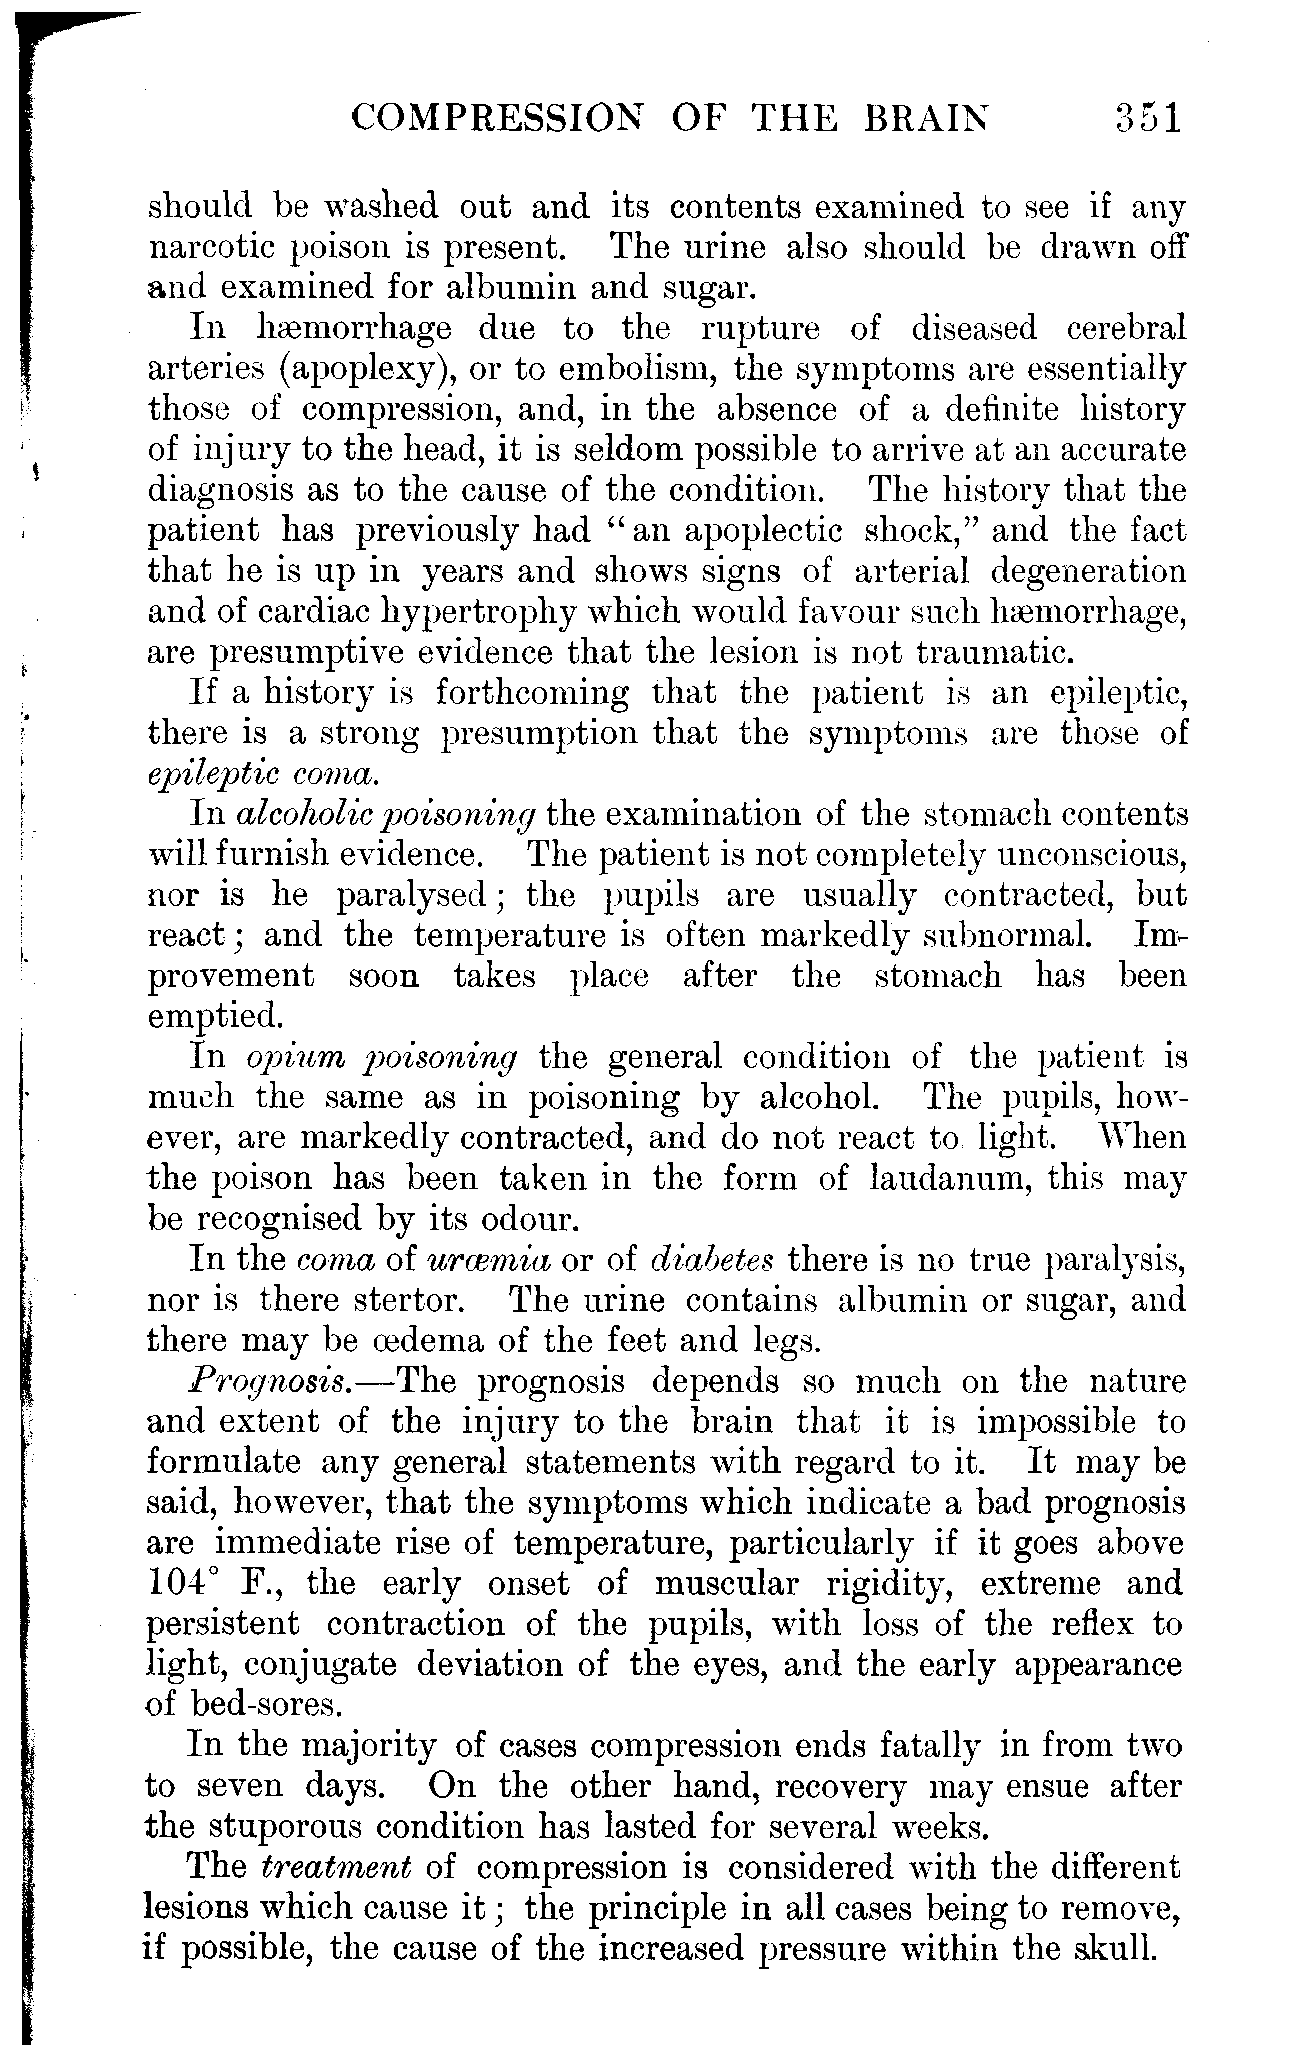 COMPRESSION OF THE BRAIN 351
should be washed out and its contents examined to see if any
narcotic poison is present. The urine also should be drawn off
and examined for albumin and sugar.
In hæmorrhage due to the rupture of diseased cerebral
arteries (apoplexy), or to embolism, the symptoms are essentially
those of compression, and, in the absence of a definite history
of injury to the head, it is seldom possible to arrive at an accurate
diagnosis as to the cause of the condition. The history that the
patient has previously had “an apoplectic shock,” and the fact
that he is up in years and shows signs of arterial degeneration
and of cardiac hypertrophy which would favour such hæmorrhage,
are presumptive evidence that the lesion is not traumatic.
If a history is forthcoming that the patient is an epileptic,
there is a strong presumption that the symptoms are those of
epileptic coma.
In alcoholic poisoning the examination of the stomach contents
will furnish evidence. The patient is not completely unconscious,
nor is he paralysed; the pupils are usually contracted, but
react; and the temperature is often markedly subnormal. Im-
provement soon takes place after the stomach has been
emptied.
In opium poisoning the general condition of the patient is
much the same as in poisoning by alcohol. The pupils, how-
ever, are markedly contracted, and do not react to light. When
the poison has been taken in the form of laudanum, this may
be recognised by its odour.
In the coma of urœmia or of diabetes there is no true paralysis,
nor is there stertor. The urine contains albumin or sugar, and
there may be œdema of the feet and legs.
Prognosis.—The prognosis depends so much on the nature
and extent of the injury to the brain that it is impossible to
formulate any general statements with regard to it. It may be
said, however, that the symptoms which indicate a bad prognosis
are immediate rise of temperature, particularly if it goes above
104° F., the early onset of muscular rigidity, extreme and
persistent contraction of the pupils, with loss of the reflex to
light, conjugate deviation of the eyes, and the early appearance
of bed-sores.
In the majority of cases compression ends fatally in from two
to seven days. On the other hand, recovery may ensue after
the stuporous condition has lasted for several weeks.
The treatment of compression is considered with the different
lesions which cause it; the principle in all cases being to remove,
if possible, the cause of the increased pressure within the skull.